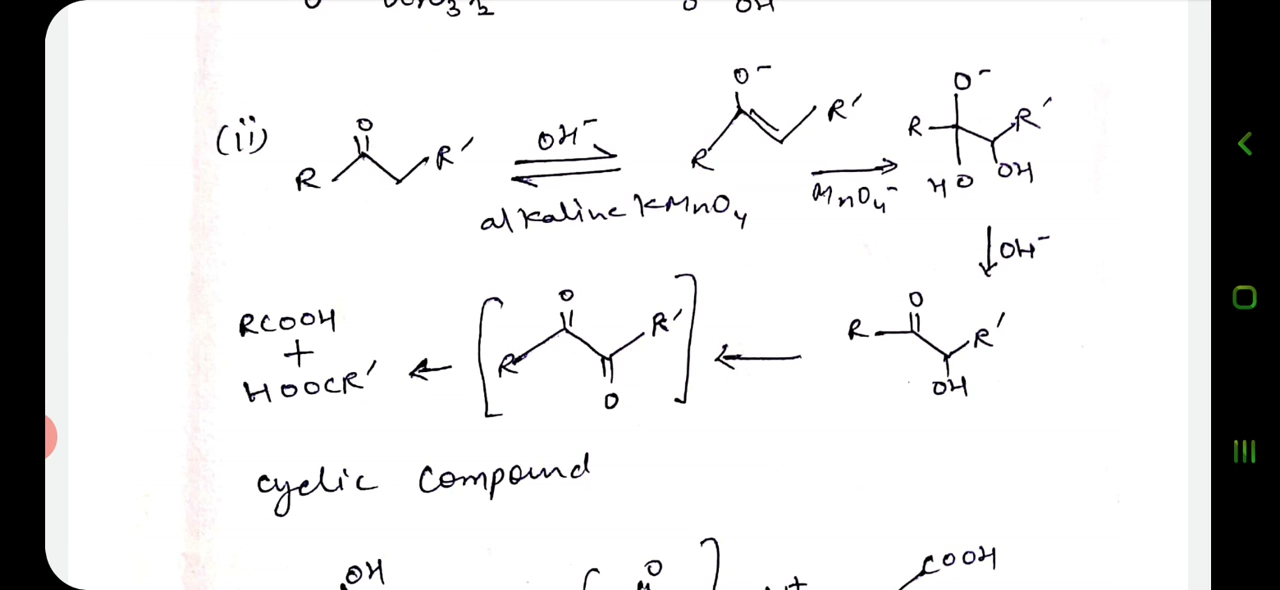 (ii)
O
R
R'
OH⁻
alkaline KMnO₄
O⁻
R
R'
MnO₄⁻
O⁻
R
R'
HO
OH
↓OH⁻
O
R
R'
OH
←
[
O
R
R'
O
]
←
RCOOH
+
HOOCR'
cyclic compound
OH
O
]
COOH